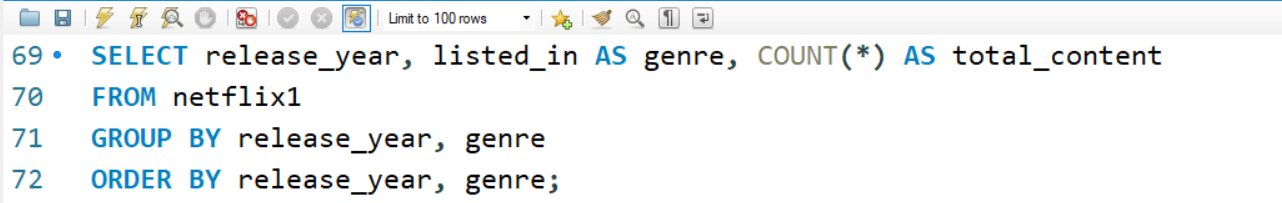 Limit to 100 rows
69 • SELECT release_year, listed_in AS genre, COUNT(*) AS total_content
70 FROM netflix1
71 GROUP BY release_year, genre
72 ORDER BY release_year, genre;